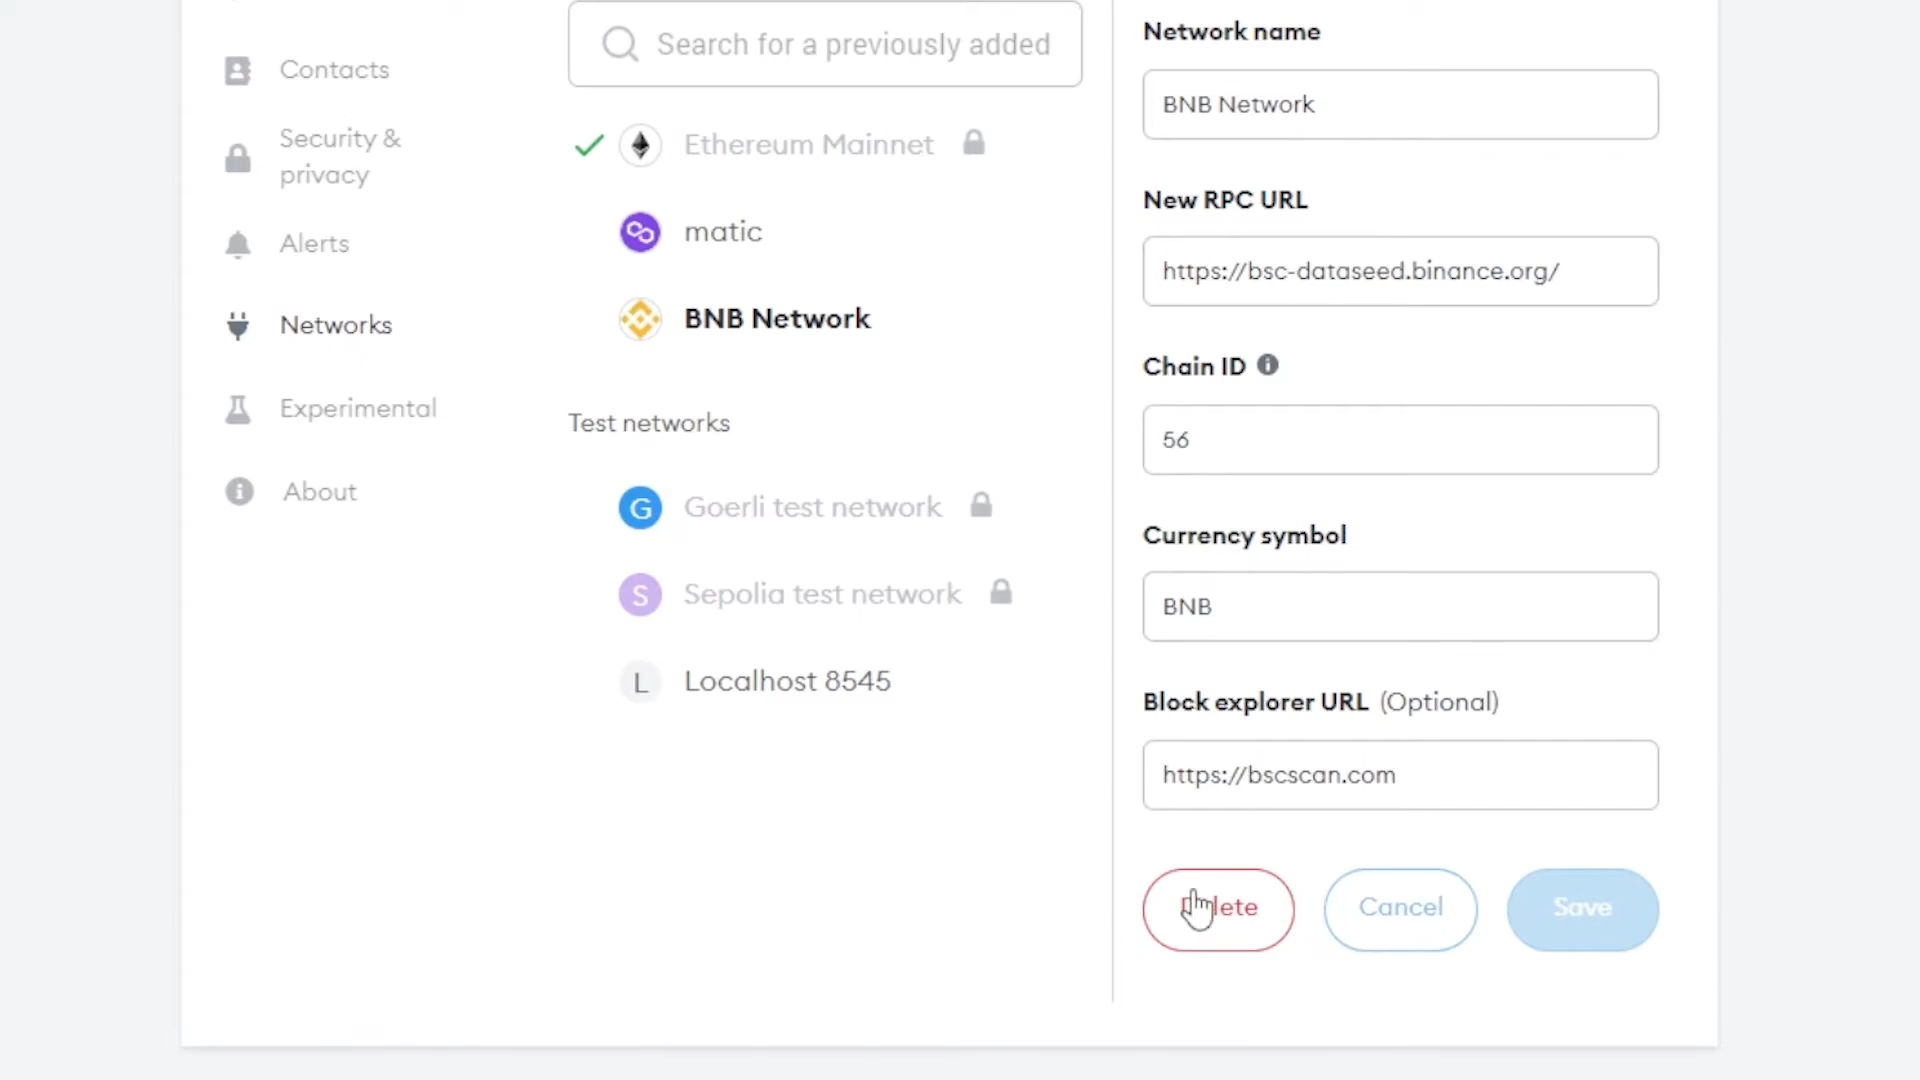 Contacts
Security &
privacy
Alerts
Networks
Experimental
About
Search for a previously added
Ethereum Mainnet
matic
BNB Network
Test networks
G
Goerli test network
S
Sepolia test network
L
Localhost 8545
Network name
BNB Network
New RPC URL
https://bsc-dataseed.binance.org/
Chain ID
56
Currency symbol
BNB
Block explorer URL (Optional)
https://bscscan.com
Delete
Cancel
Save